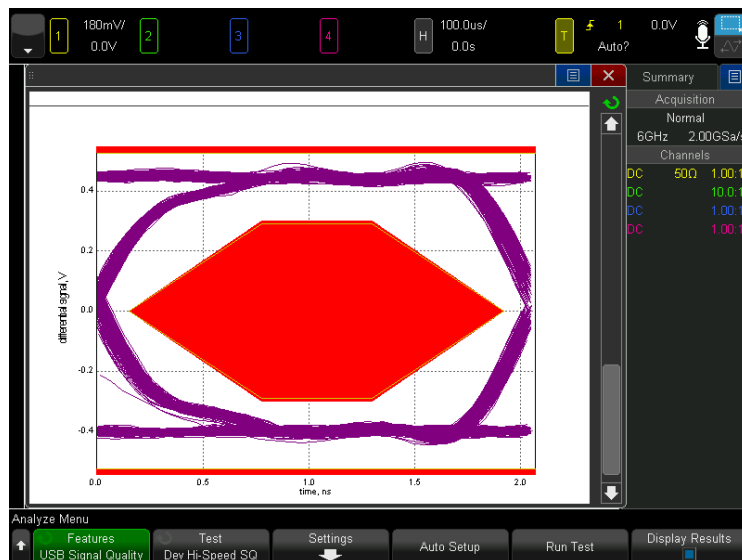 1 180mV/ 2 3 4 H 100.0us/ T 1 0.0V
0.0V 0.0s Auto?
Summary
Acquisition
Normal
6GHz 2.00GSa/s
Channels
DC 50Ω 1.00:1
DC 10.0:1
DC 1.00:1
DC 1.00:1
differential signal, V
0.4
0.2
0.0
-0.2
-0.4
0.0 0.5 1.0 1.5 2.0
time, ns
Analyze Menu
Features Test Settings Auto Setup Run Test Display Results
USB Signal Quality Dev Hi-Speed SQ